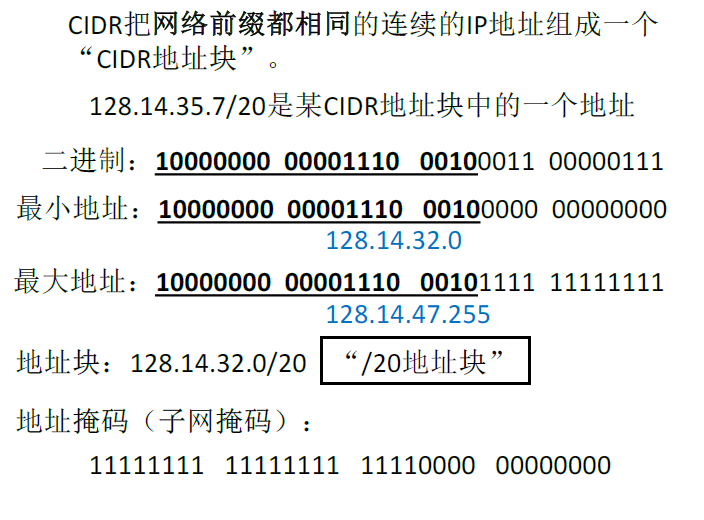 CIDR把网络前缀都相同的连续的IP地址组成一个
“CIDR地址块”。
128.14.35.7/20是某CIDR地址块中的一个地址
二进制：10000000 00001110 00100011 00000111
最小地址：10000000 00001110 00100000 00000000
128.14.32.0
最大地址：10000000 00001110 00101111 11111111
128.14.47.255
地址块：128.14.32.0/20 “/20地址块”
地址掩码（子网掩码）：
11111111 11111111 11110000 00000000